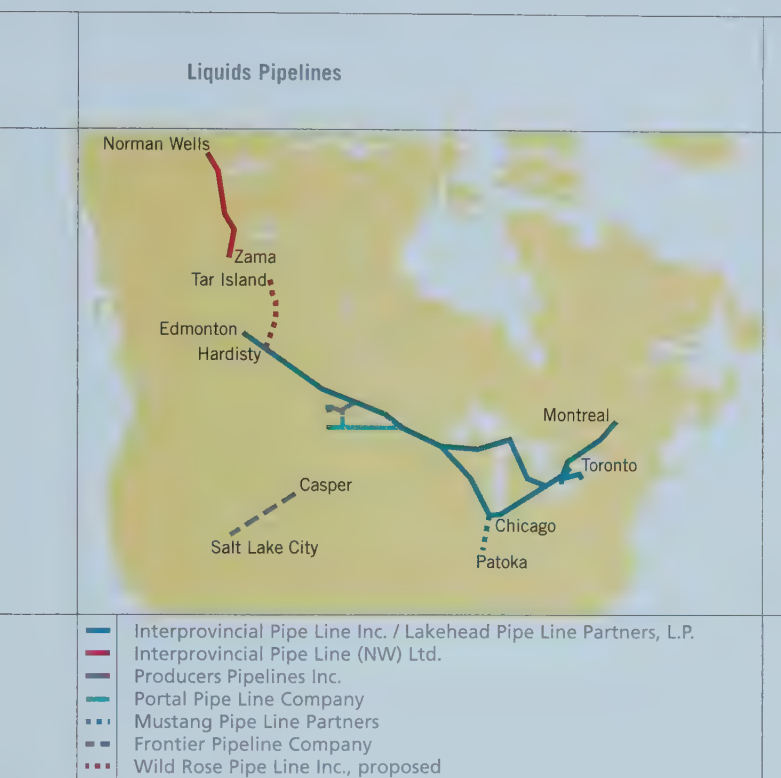 Liquids Pipelines
Norman Wells
Zama
Tar Island
Edmonton
Hardisty
Montreal
Toronto
Casper
Chicago
Salt Lake City
Patoka
Interprovincial Pipe Line Inc. / Lakehead Pipe Line Partners, L.P.
Interprovincial Pipe Line (NW) Ltd.
Producers Pipelines Inc.
Portal Pipe Line Company
Mustang Pipe Line Partners
Frontier Pipeline Company
Wild Rose Pipe Line Inc., proposed